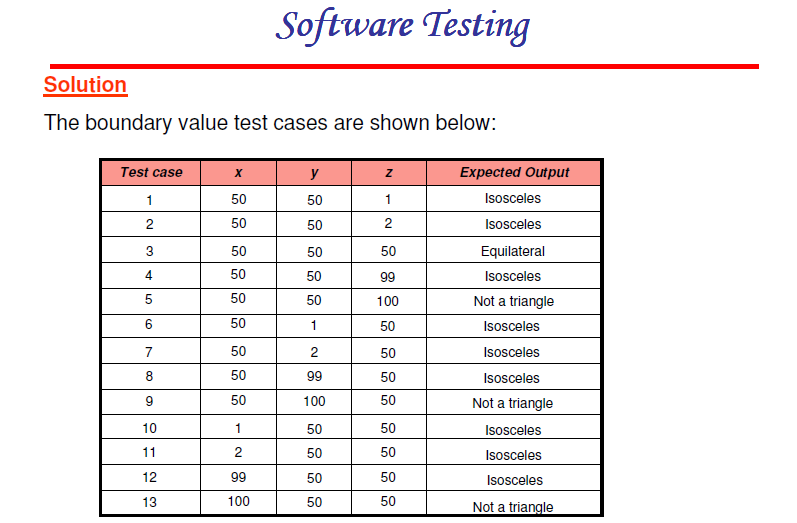 Software Testing
Solution
The boundary value test cases are shown below:
Test case x y z Expected Output
1 50 50 1 Isosceles
2 50 50 2 Isosceles
3 50 50 50 Equilateral
4 50 50 99 Isosceles
5 50 50 100 Not a triangle
6 50 1 50 Isosceles
7 50 2 50 Isosceles
8 50 99 50 Isosceles
9 50 100 50 Not a triangle
10 1 50 50 Isosceles
11 2 50 50 Isosceles
12 99 50 50 Isosceles
13 100 50 50 Not a triangle